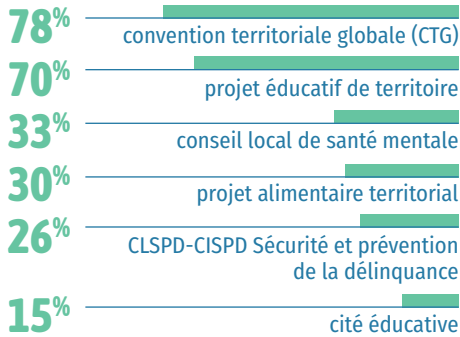 78%
convention territoriale globale (CTG)
70%
projet éducatif de territoire
33%
conseil local de santé mentale
30%
projet alimentaire territorial
26%
CLSPD-CISPD Sécurité et prévention
de la délinquance
15%
cité éducative